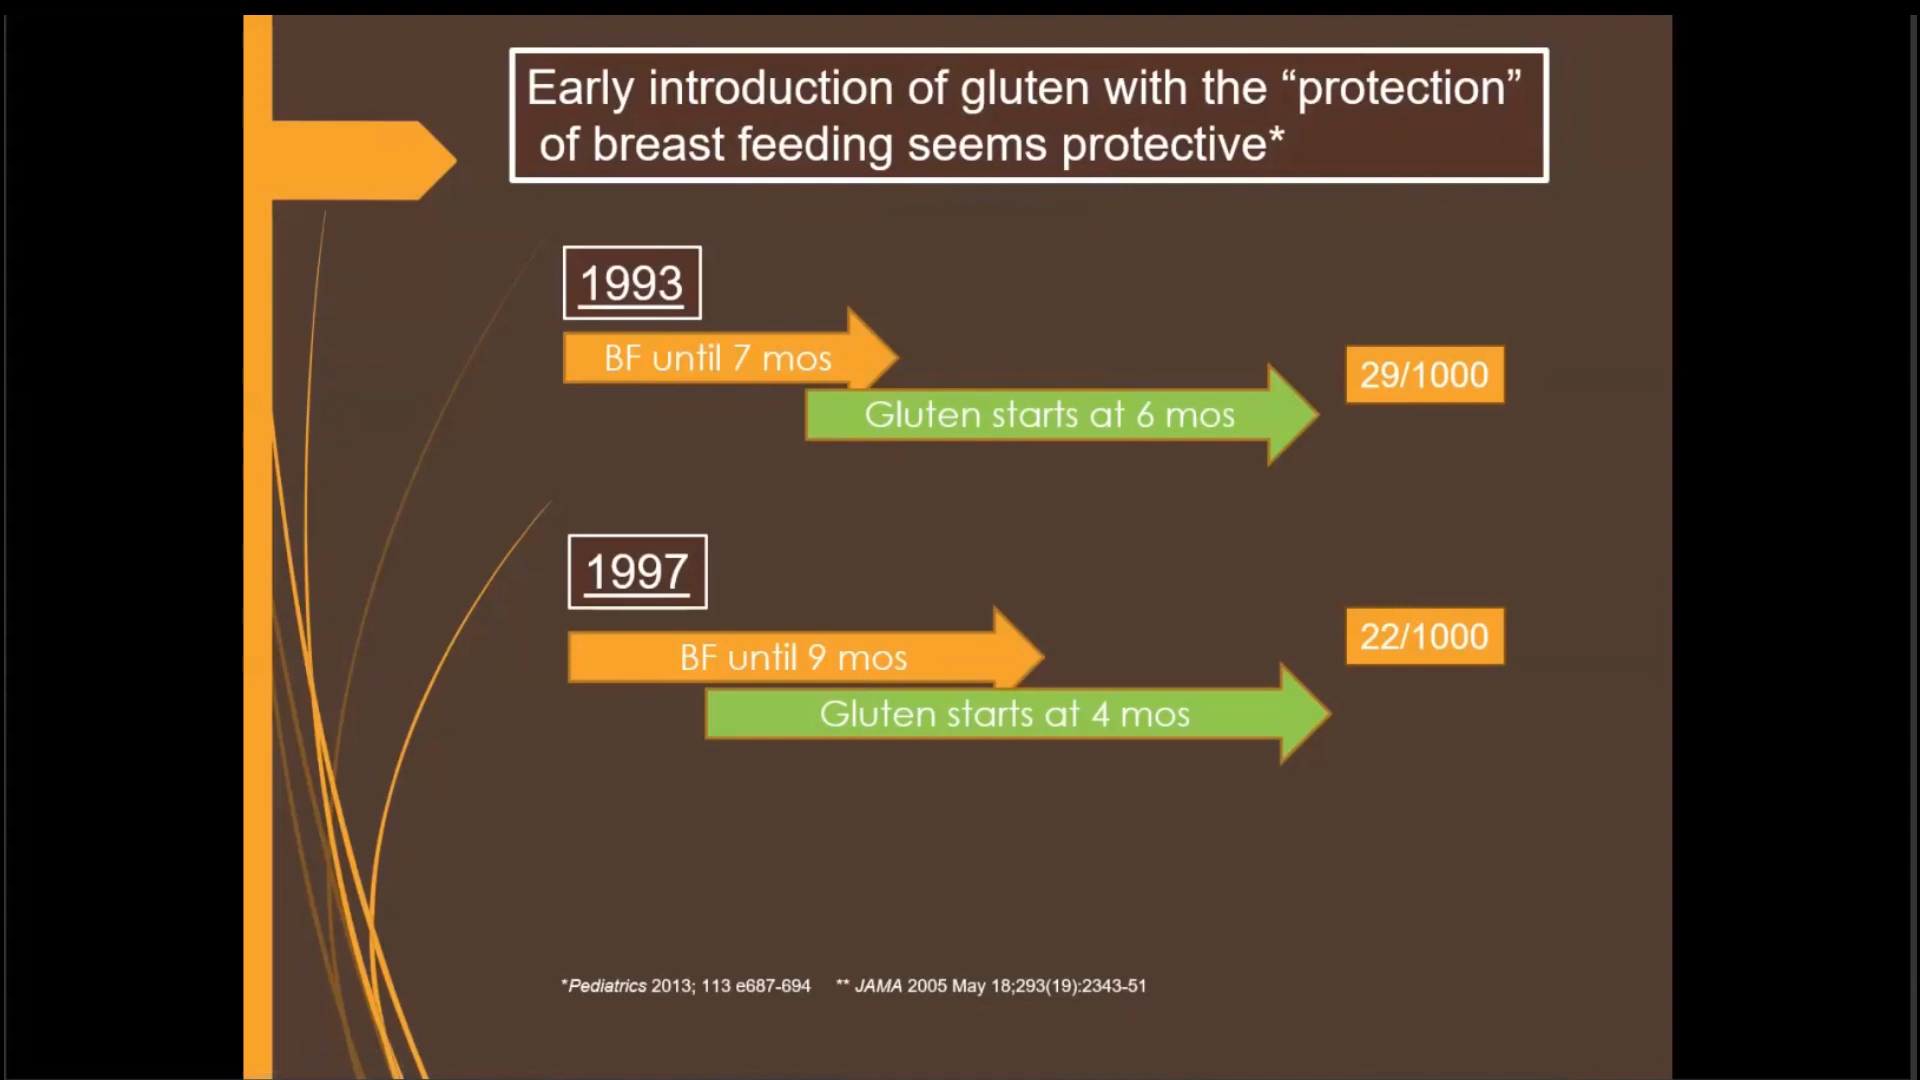 Early introduction of gluten with the “protection”
of breast feeding seems protective*
1993
BF until 7 mos
29/1000
Gluten starts at 6 mos
1997
22/1000
BF until 9 mos
Gluten starts at 4 mos
*Pediatrics 2013; 113 e687-694 ** JAMA 2005 May 18;293(19):2343-51